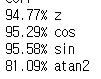 94.77% z
95.29% cos
95.58% sin
81.09% atan2